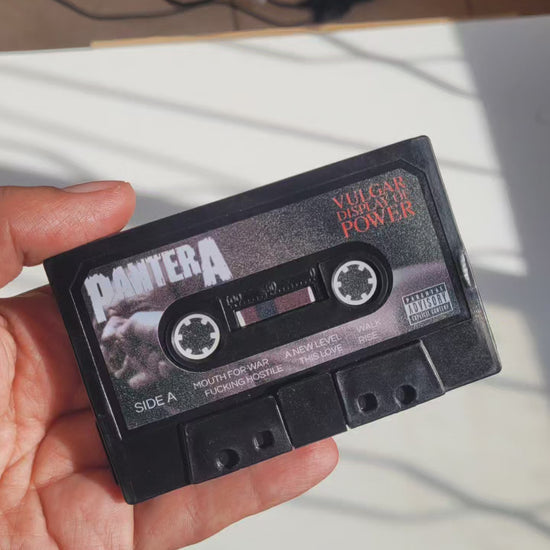 PANTERA
VULGAR
DISPLAY OF
POWER
PARENTAL
ADVISORY
EXPLICIT CONTENT
MOUTH FOR WAR A NEW LEVEL WALK
FUCKING HOSTILE THIS LOVE RISE
SIDE A